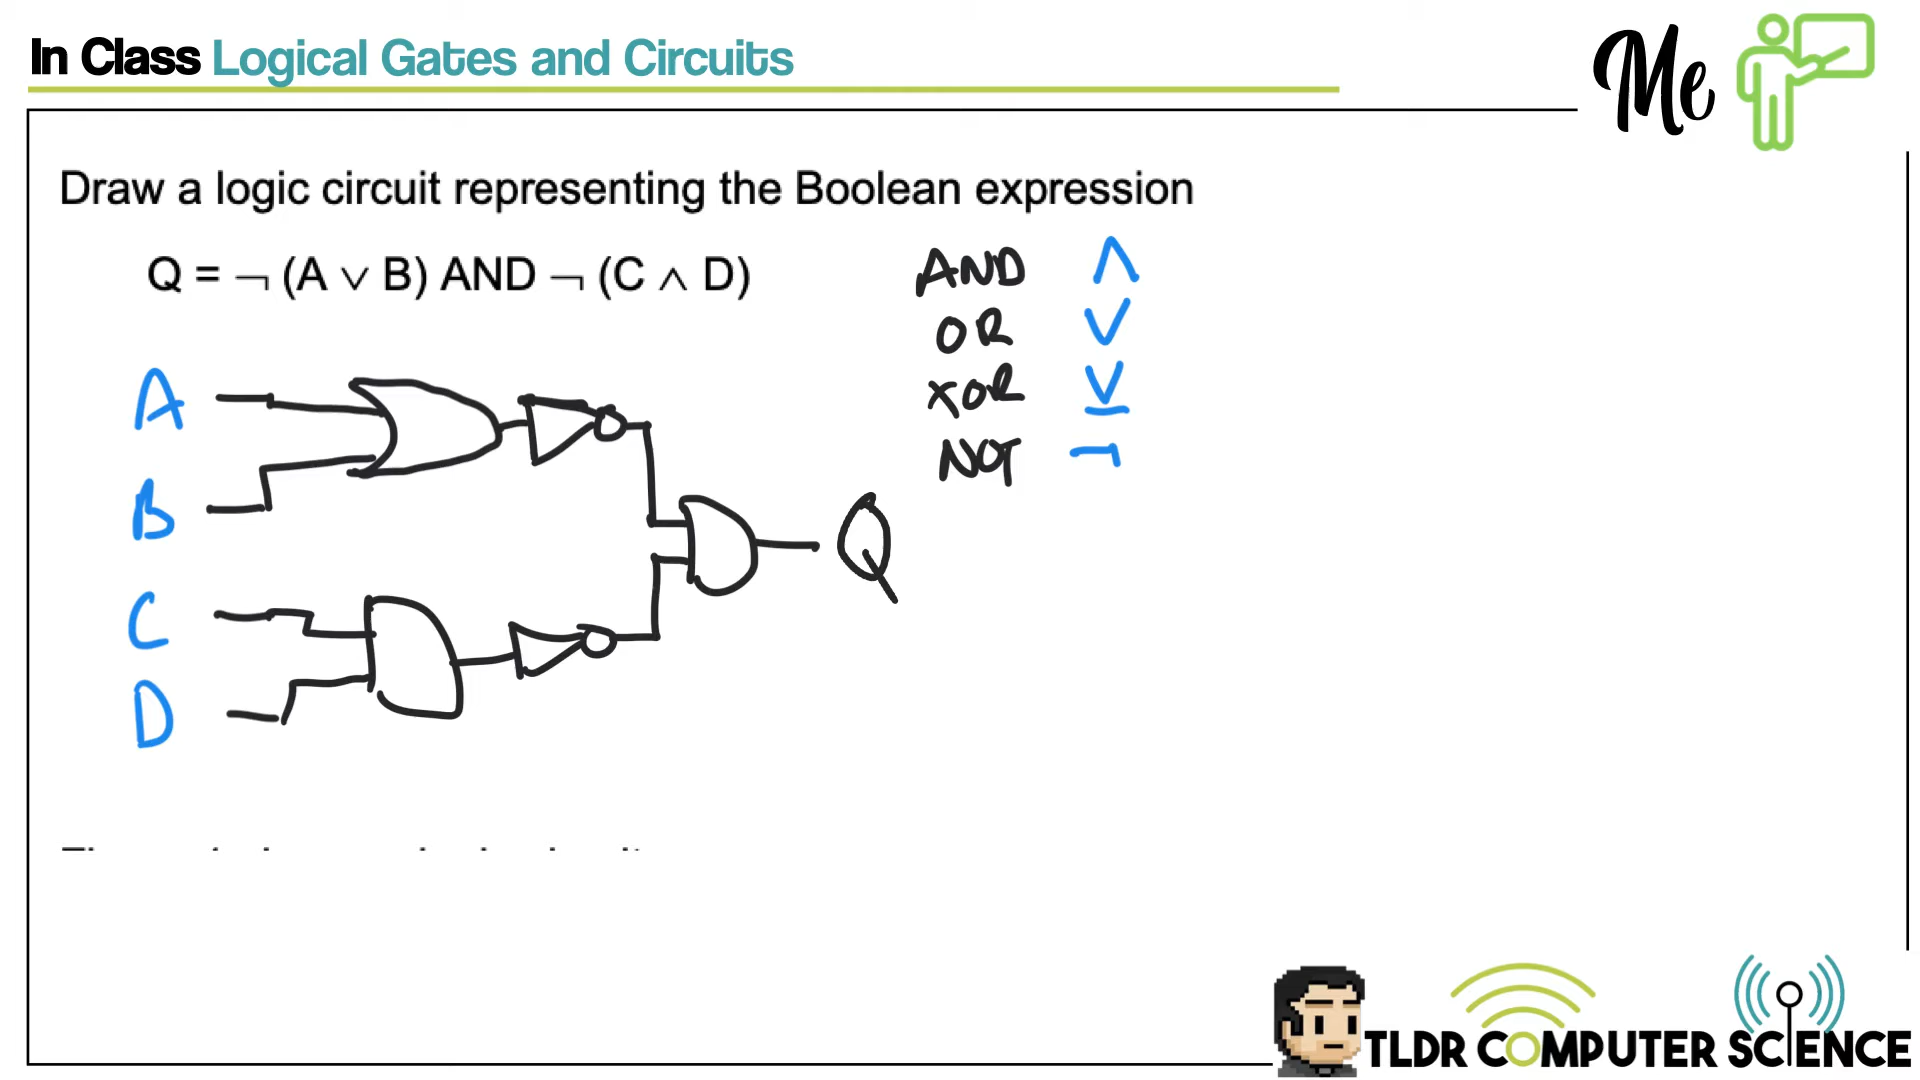 In Class Logical Gates and Circuits
Me
Draw a logic circuit representing the Boolean expression
Q = ¬ (A ∨ B) AND ¬ (C ∧ D)
AND ∧
OR ∨
XOR ⊻
NOT ¬
A
B
Q
C
D
TLDR COMPUTER SCIENCE